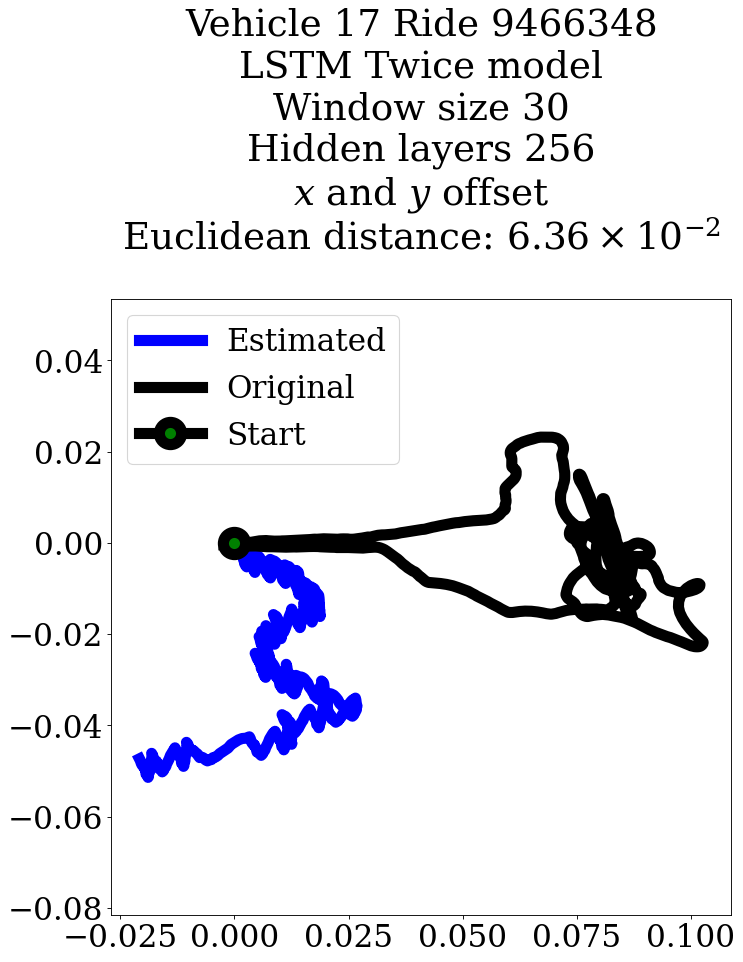 Vehicle 17 Ride 9466348
LSTM Twice model
Window size 30
Hidden layers 256
x and y offset
Euclidean distance: 6.36 × 10⁻²
Estimated
Original
Start
0.04
0.02
0.00
−0.02
−0.04
−0.06
−0.08
−0.025 0.000 0.025 0.050 0.075 0.100